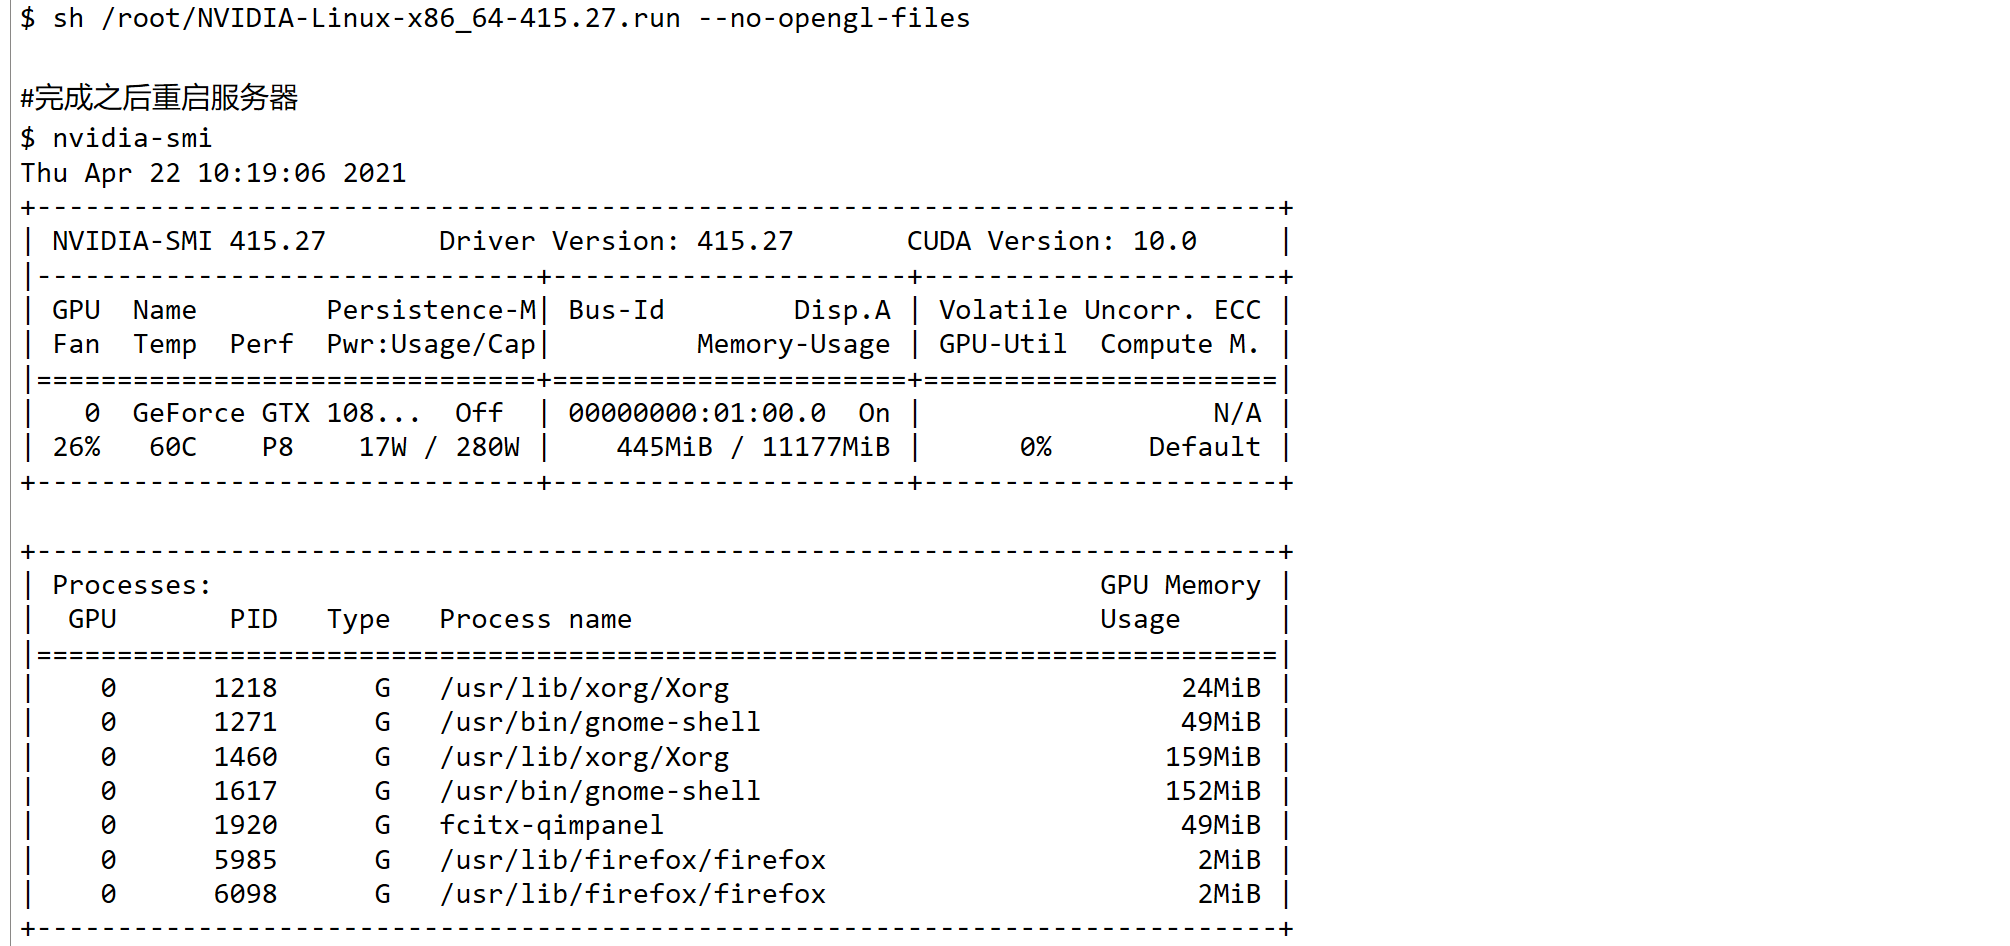 $ sh /root/NVIDIA-Linux-x86_64-415.27.run --no-opengl-files
#完成之后重启服务器
$ nvidia-smi
Thu Apr 22 10:19:06 2021
+-----------------------------------------------------------------------------+
| NVIDIA-SMI 415.27       Driver Version: 415.27       CUDA Version: 10.0     |
|-------------------------------+----------------------+----------------------+
| GPU  Name        Persistence-M| Bus-Id        Disp.A | Volatile Uncorr. ECC |
| Fan  Temp  Perf  Pwr:Usage/Cap|         Memory-Usage | GPU-Util  Compute M. |
|===============================+======================+======================|
|   0  GeForce GTX 108...  Off  | 00000000:01:00.0  On |                  N/A |
| 26%   60C    P8    17W / 280W |    445MiB / 11177MiB |      0%      Default |
+-------------------------------+----------------------+----------------------+
+-----------------------------------------------------------------------------+
| Processes:                                                       GPU Memory |
|  GPU       PID   Type   Process name                             Usage      |
|=============================================================================|
|    0      1218      G   /usr/lib/xorg/Xorg                            24MiB |
|    0      1271      G   /usr/bin/gnome-shell                          49MiB |
|    0      1460      G   /usr/lib/xorg/Xorg                           159MiB |
|    0      1617      G   /usr/bin/gnome-shell                         152MiB |
|    0      1920      G   fcitx-qimpanel                                49MiB |
|    0      5985      G   /usr/lib/firefox/firefox                       2MiB |
|    0      6098      G   /usr/lib/firefox/firefox                       2MiB |
+-----------------------------------------------------------------------------+